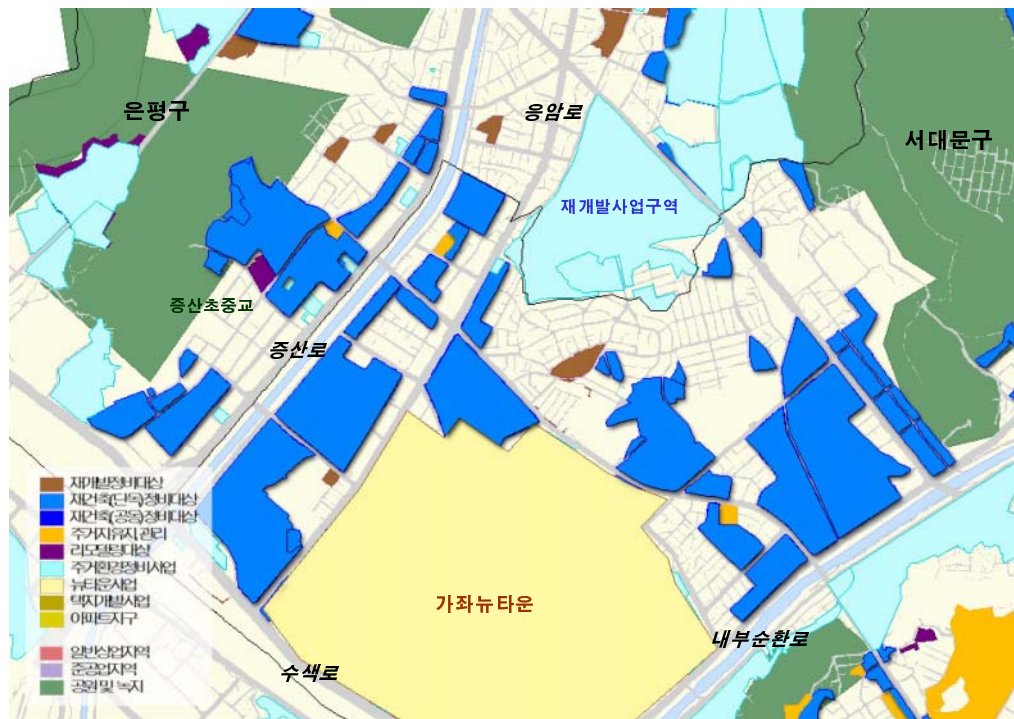 은평구
응암로
서대문구
재개발사업구역
증산초중교
증산로
재개발정비대상
재건축(단독)정비대상
재건축(공동)정비대상
주거지유지,관리
리모델링대상
주거환경정비사업
뉴타운사업
택지개발사업
아파트지구
일반상업지역
준공업지역
공원 및 녹지
가좌뉴타운
내부순환로
수색로